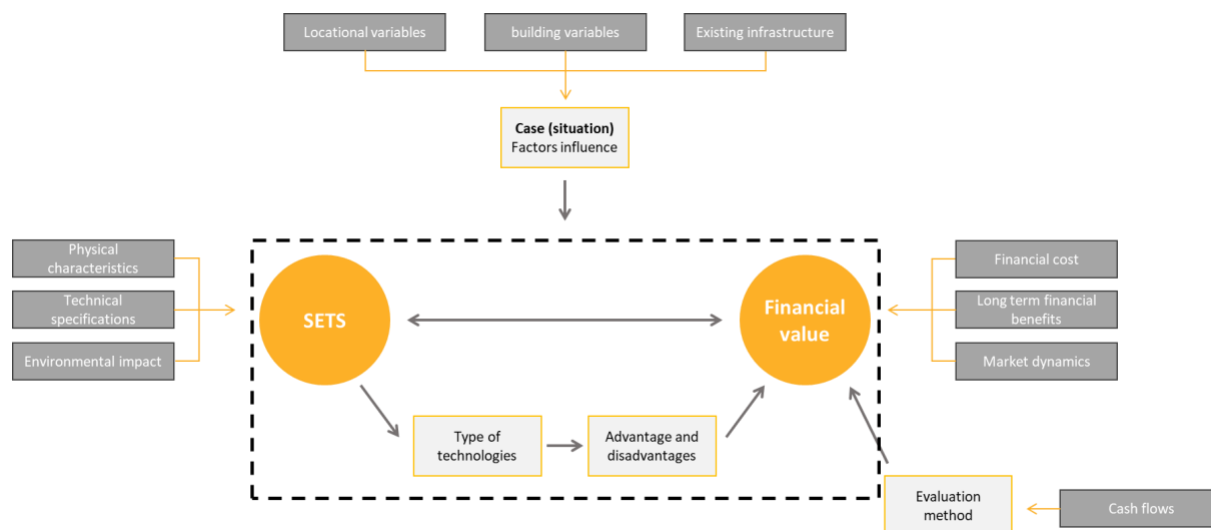 Locational variables
building variables
Existing infrastructure
Case (situation)
Factors influence
Physical
characteristics
Technical
specifications
Environmental impact
SETS
Financial
value
Financial cost
Long term financial
benefits
Market dynamics
Type of
technologies
Advantage and
disadvantages
Evaluation
method
Cash flows